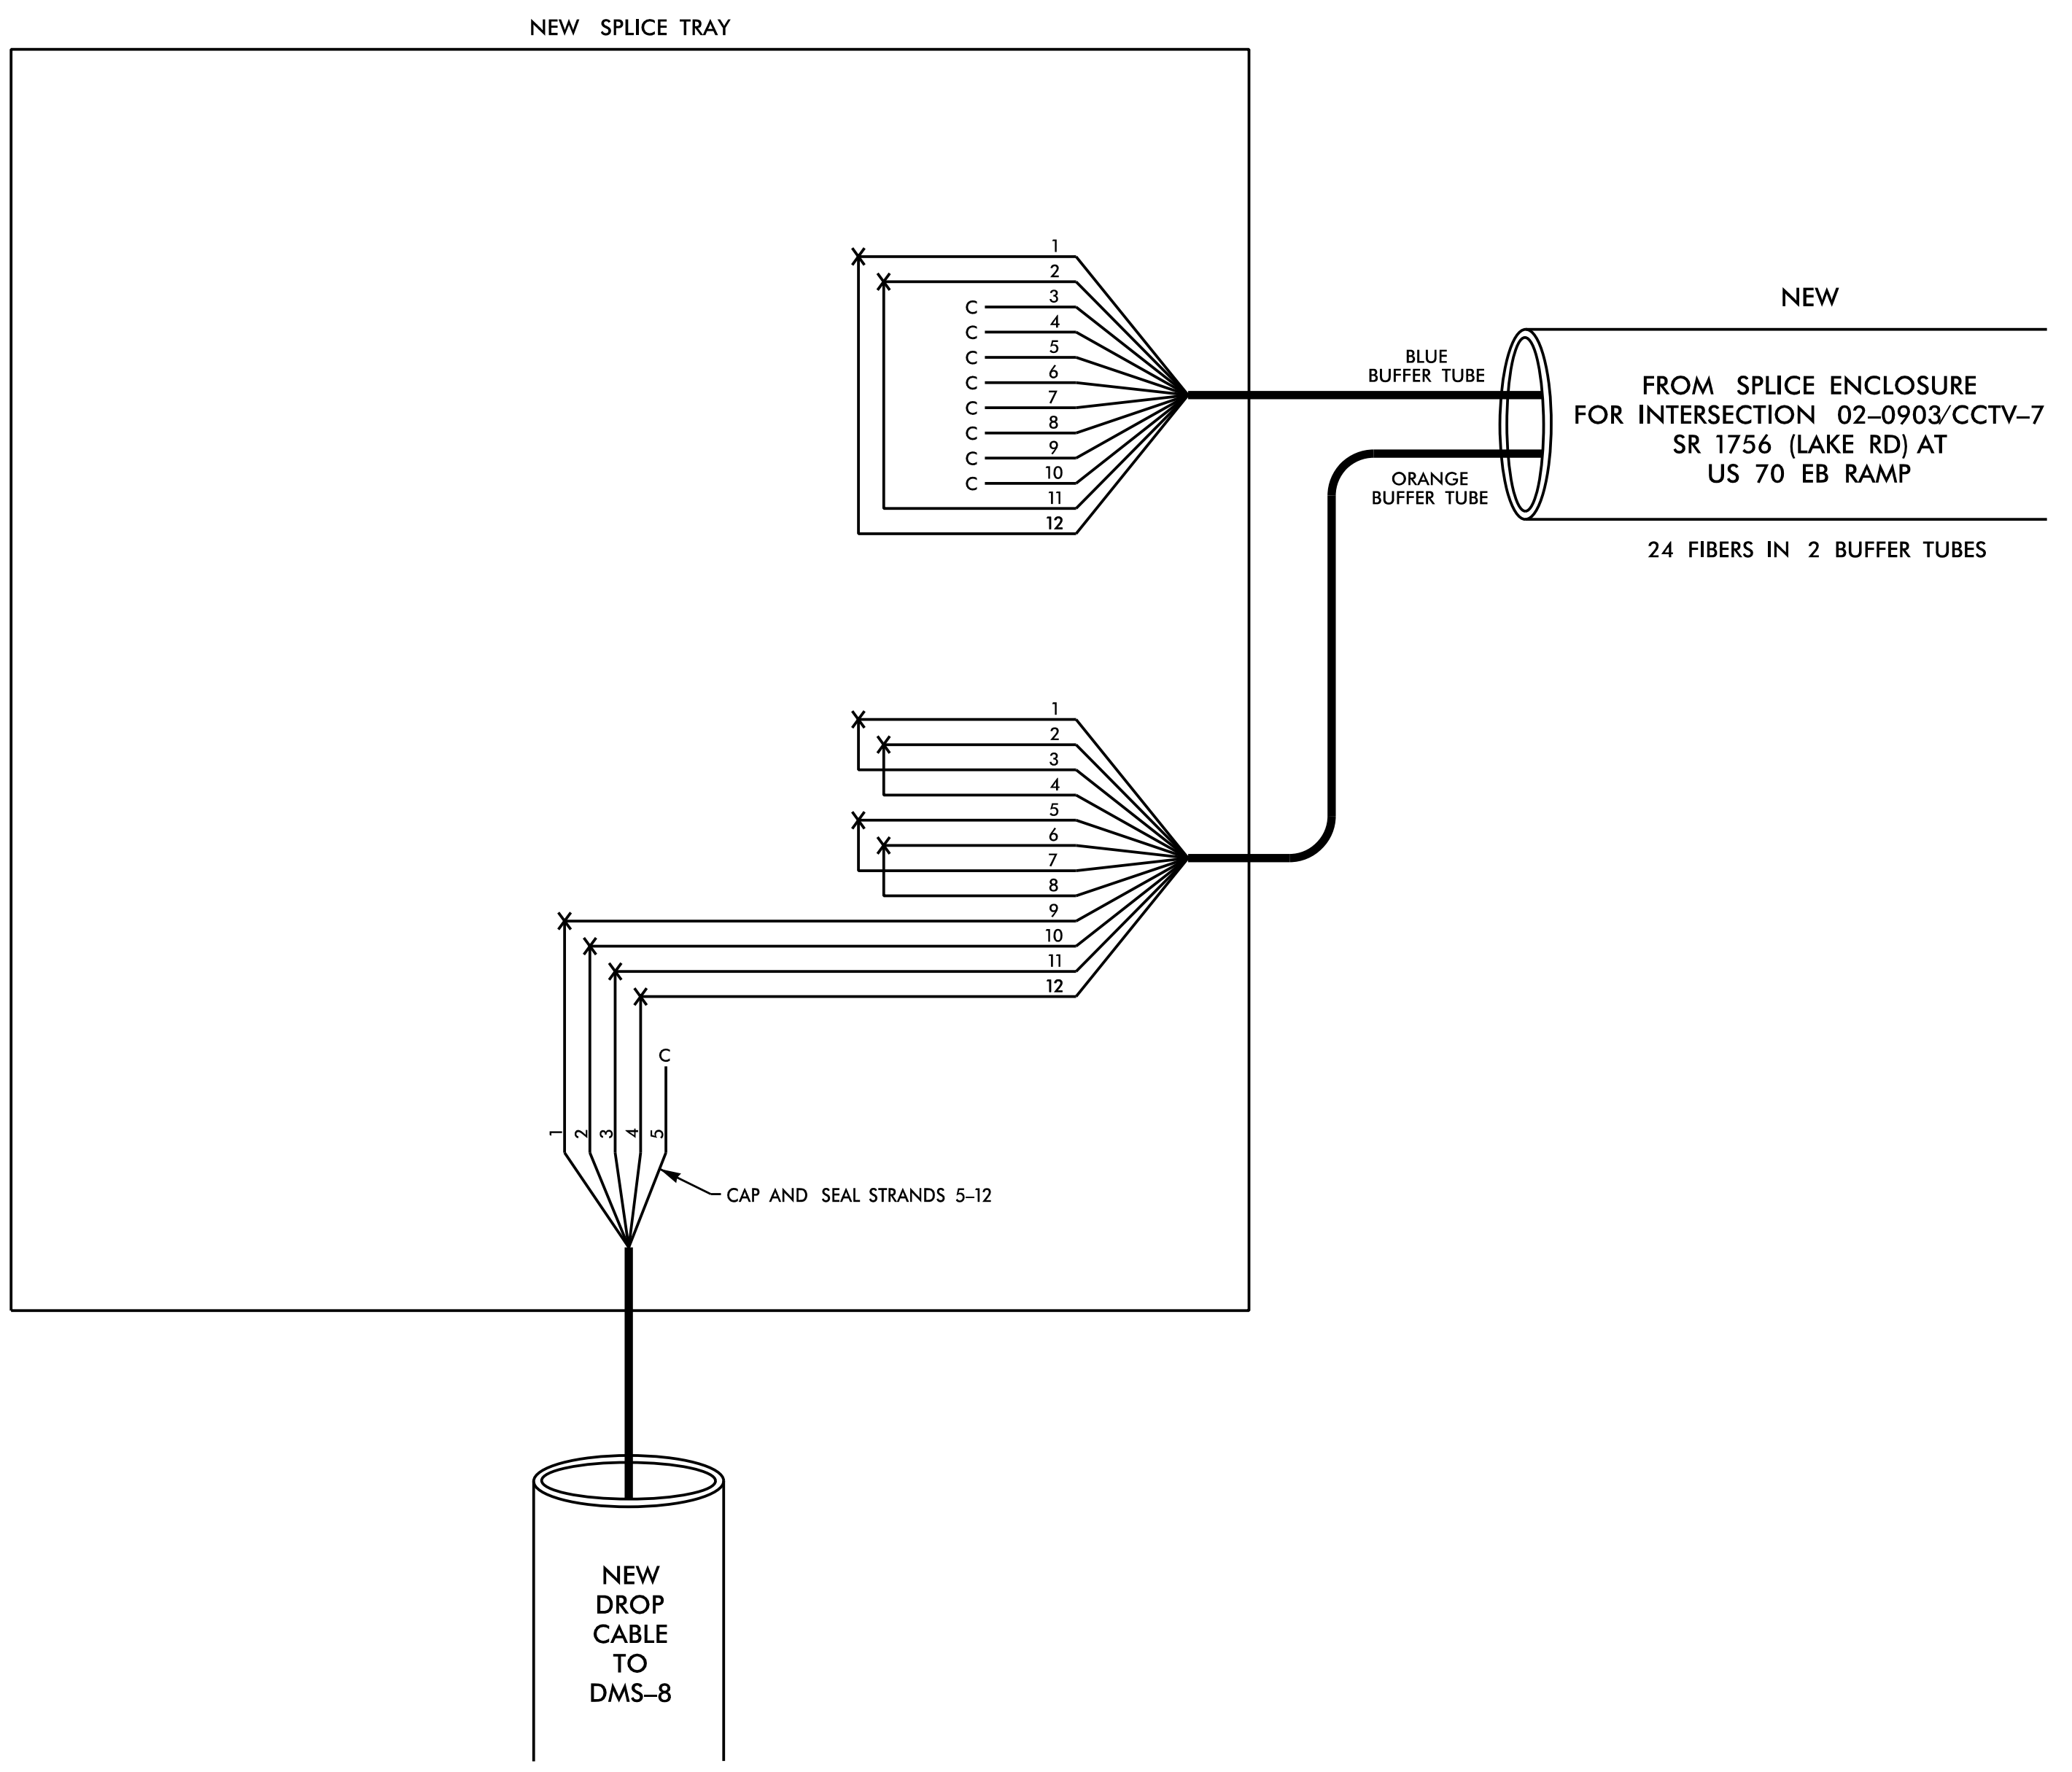 NEW SPLICE TRAY
1
2
C 3
C 4
C 5
C 6
C 7
C 8
C 9
C 10
11
12
BLUE
BUFFER TUBE
ORANGE
BUFFER TUBE
NEW
FROM SPLICE ENCLOSURE
FOR INTERSECTION 02–0903/CCTV–7
SR 1756 (LAKE RD) AT
US 70 EB RAMP
24 FIBERS IN 2 BUFFER TUBES
1
2
3
4
5
6
7
8
9
10
11
12
C
1 2 3 4 5
CAP AND SEAL STRANDS 5–12
NEW
DROP
CABLE
TO
DMS–8